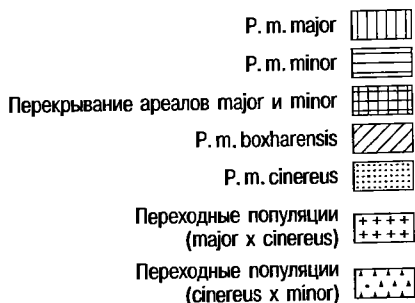 P. m. major
P. m. minor
Перекрывание ареалов major и minor
P. m. boxharensis
P. m. cinereus
Переходные популяции
(major x cinereus)
Переходные популяции
(cinereus x minor)